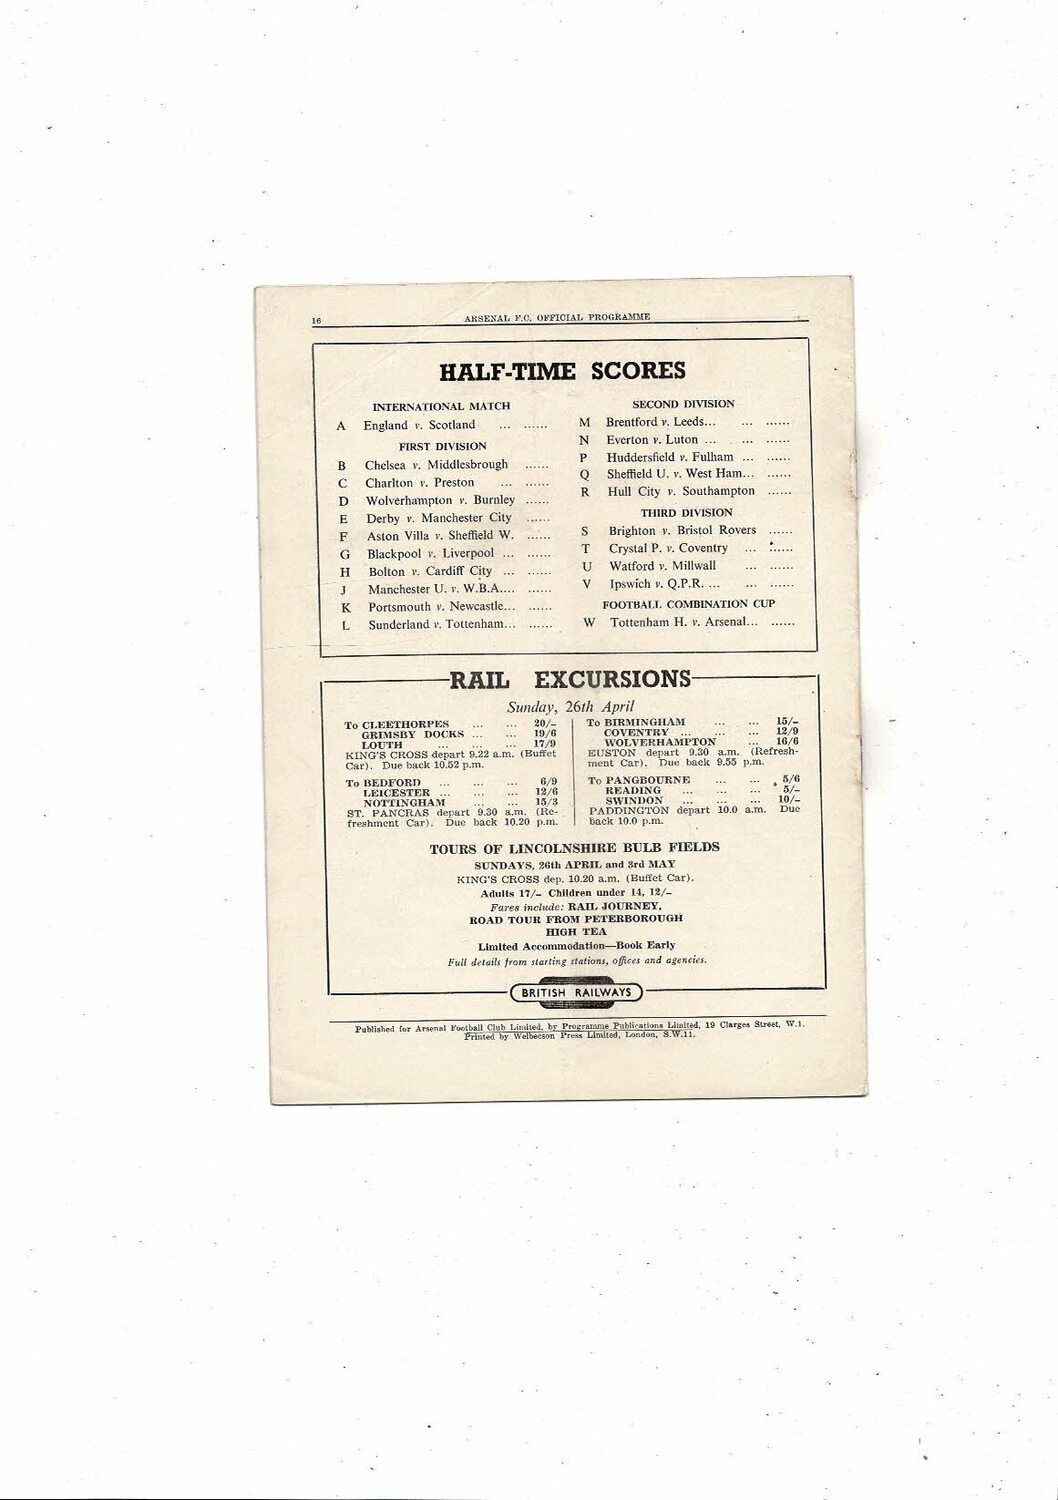 16
ARSENAL F.C. OFFICIAL PROGRAMME
HALF-TIME SCORES
INTERNATIONAL MATCH
A England v. Scotland ... ......
FIRST DIVISION
B Chelsea v. Middlesbrough ......
C Charlton v. Preston ... ......
D Wolverhampton v. Burnley ......
E Derby v. Manchester City ......
F Aston Villa v. Sheffield W. ......
G Blackpool v. Liverpool ... ......
H Bolton v. Cardiff City ... ......
J Manchester U. v. W.B.A.... ......
K Portsmouth v. Newcastle... ......
L Sunderland v. Tottenham... ......
SECOND DIVISION
M Brentford v. Leeds... ... ......
N Everton v. Luton ... ... ......
P Huddersfield v. Fulham ... ......
Q Sheffield U. v. West Ham... ......
R Hull City v. Southampton ......
THIRD DIVISION
S Brighton v. Bristol Rovers ......
T Crystal P. v. Coventry ... ......
U Watford v. Millwall ... ......
V Ipswich v. Q.P.R. ... ... ......
FOOTBALL COMBINATION CUP
W Tottenham H. v. Arsenal... ......
RAIL EXCURSIONS
Sunday, 26th April
To CLEETHORPES ... ... 20/-
GRIMSBY DOCKS ... ... 19/6
LOUTH ... ... ... 17/9
KING'S CROSS depart 9.22 a.m. (Buffet
Car). Due back 10.52 p.m.
To BEDFORD ... ... ... 6/9
LEICESTER ... ... ... 12/6
NOTTINGHAM ... ... 15/3
ST. PANCRAS depart 9.30 a.m. (Re-
freshment Car). Due back 10.20 p.m.
To BIRMINGHAM ... ... 15/-
COVENTRY ... ... ... 12/9
WOLVERHAMPTON ... 16/6
EUSTON depart 9.30 a.m. (Refresh-
ment Car). Due back 9.55 p.m.
To PANGBOURNE ... ... 5/6
READING ... ... ... 5/-
SWINDON ... ... ... 10/-
PADDINGTON depart 10.0 a.m. Due
back 10.0 p.m.
TOURS OF LINCOLNSHIRE BULB FIELDS
SUNDAYS, 26th APRIL and 3rd MAY
KING'S CROSS dep. 10.20 a.m. (Buffet Car).
Adults 17/- Children under 14, 12/-
Fares include: RAIL JOURNEY,
ROAD TOUR FROM PETERBOROUGH
HIGH TEA
Limited Accommodation—Book Early
Full details from starting stations, offices and agencies.
BRITISH RAILWAYS
Published for Arsenal Football Club Limited, by Programme Publications Limited, 19 Clarges Street, W.1.
Printed by Welbecson Press Limited, London, S.W.11.